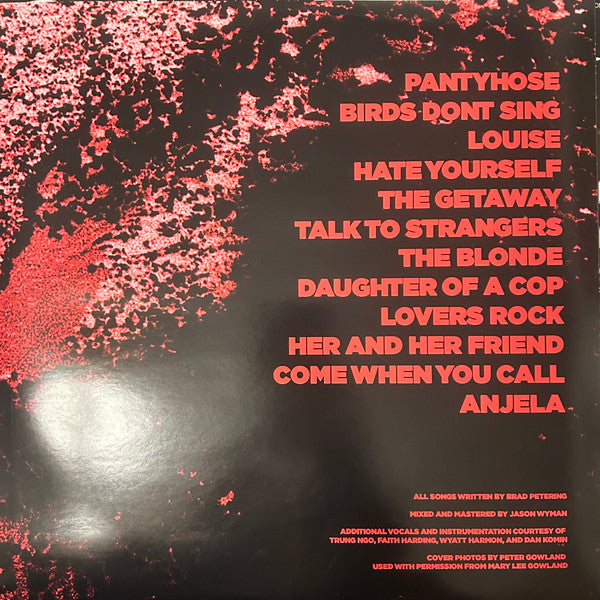 PANTYHOSE
BIRDS DONT SING
LOUISE
HATE YOURSELF
THE GETAWAY
TALK TO STRANGERS
THE BLONDE
DAUGHTER OF A COP
LOVERS ROCK
HER AND HER FRIEND
COME WHEN YOU CALL
ANJELA
ALL SONGS WRITTEN BY BRAD PETERING
MIXED AND MASTERED BY JASON WYMAN
ADDITIONAL VOCALS AND INSTRUMENTATION COURTESY OF
TRUNG NGO, FAITH HARDING, WYATT HARMON, AND DAN KOMIN
COVER PHOTOS BY PETER GOWLAND
USED WITH PERMISSION FROM MARY LEE GOWLAND